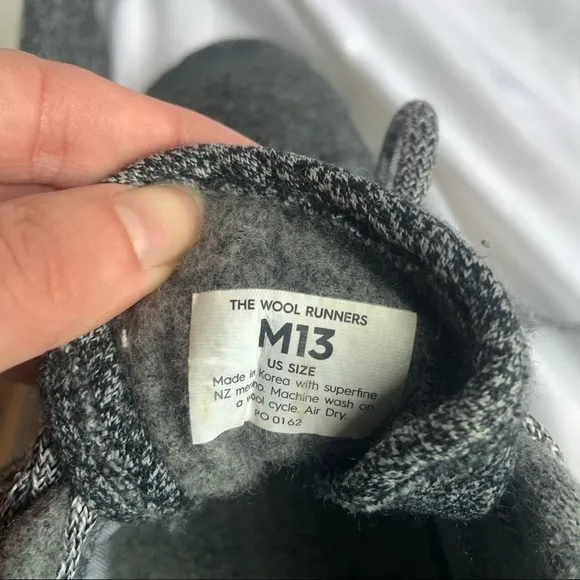 THE WOOL RUNNERS
M13
US SIZE
Made in Korea with superfine
NZ merino. Machine wash on
a wool cycle. Air Dry.
PO 0162